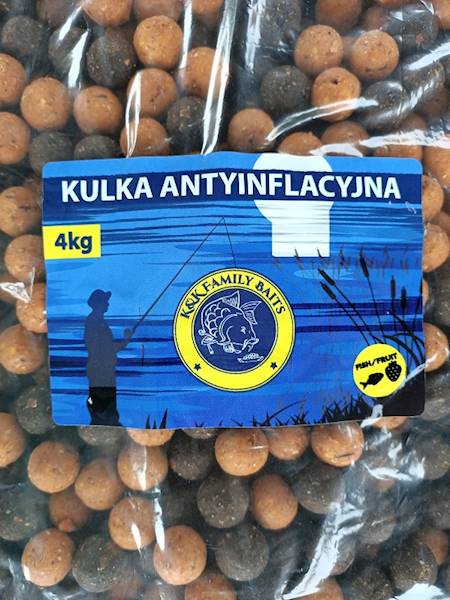 KULKA ANTYINFLACYJNA
4kg
K&K FAMILY BAITS
FISH/FRUIT